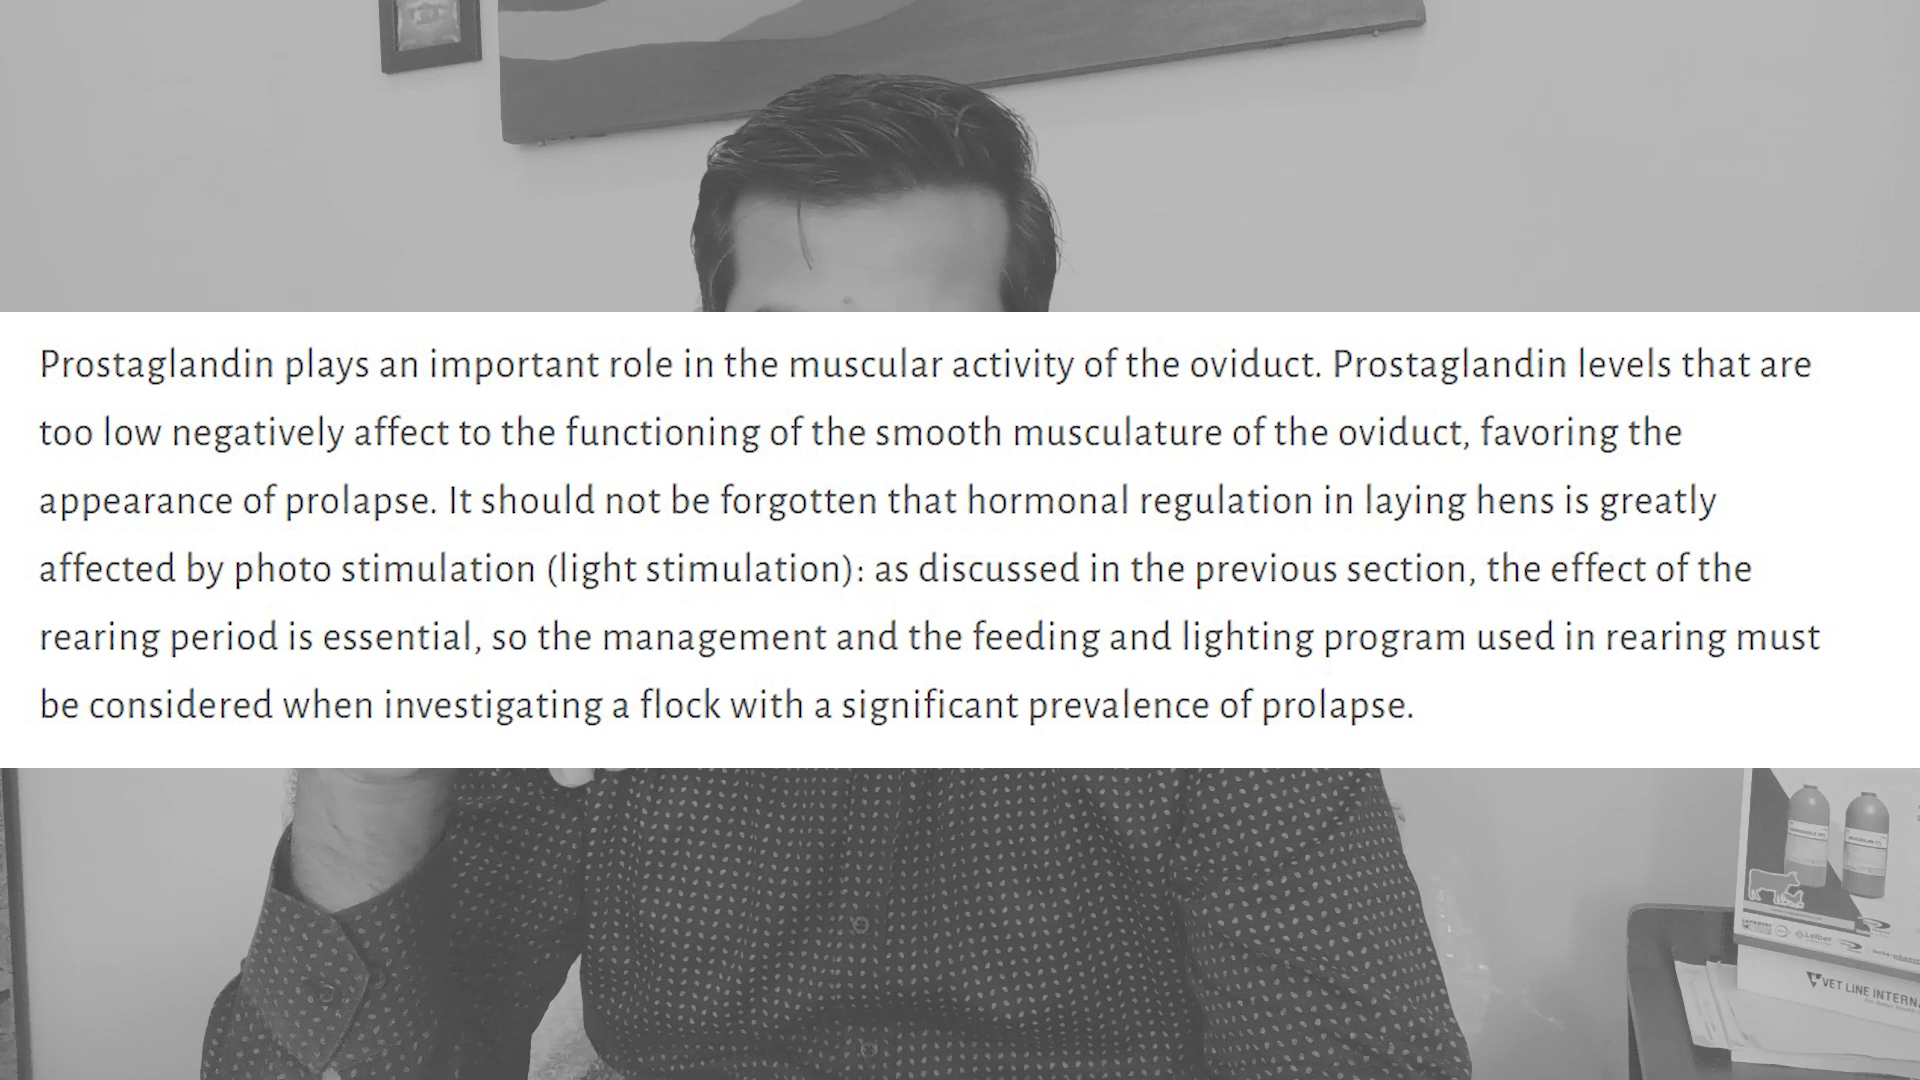 Prostaglandin plays an important role in the muscular activity of the oviduct. Prostaglandin levels that are
too low negatively affect to the functioning of the smooth musculature of the oviduct, favoring the
appearance of prolapse. It should not be forgotten that hormonal regulation in laying hens is greatly
affected by photo stimulation (light stimulation): as discussed in the previous section, the effect of the
rearing period is essential, so the management and the feeding and lighting program used in rearing must
be considered when investigating a flock with a significant prevalence of prolapse.
Lelbet
VET LINE INTERN